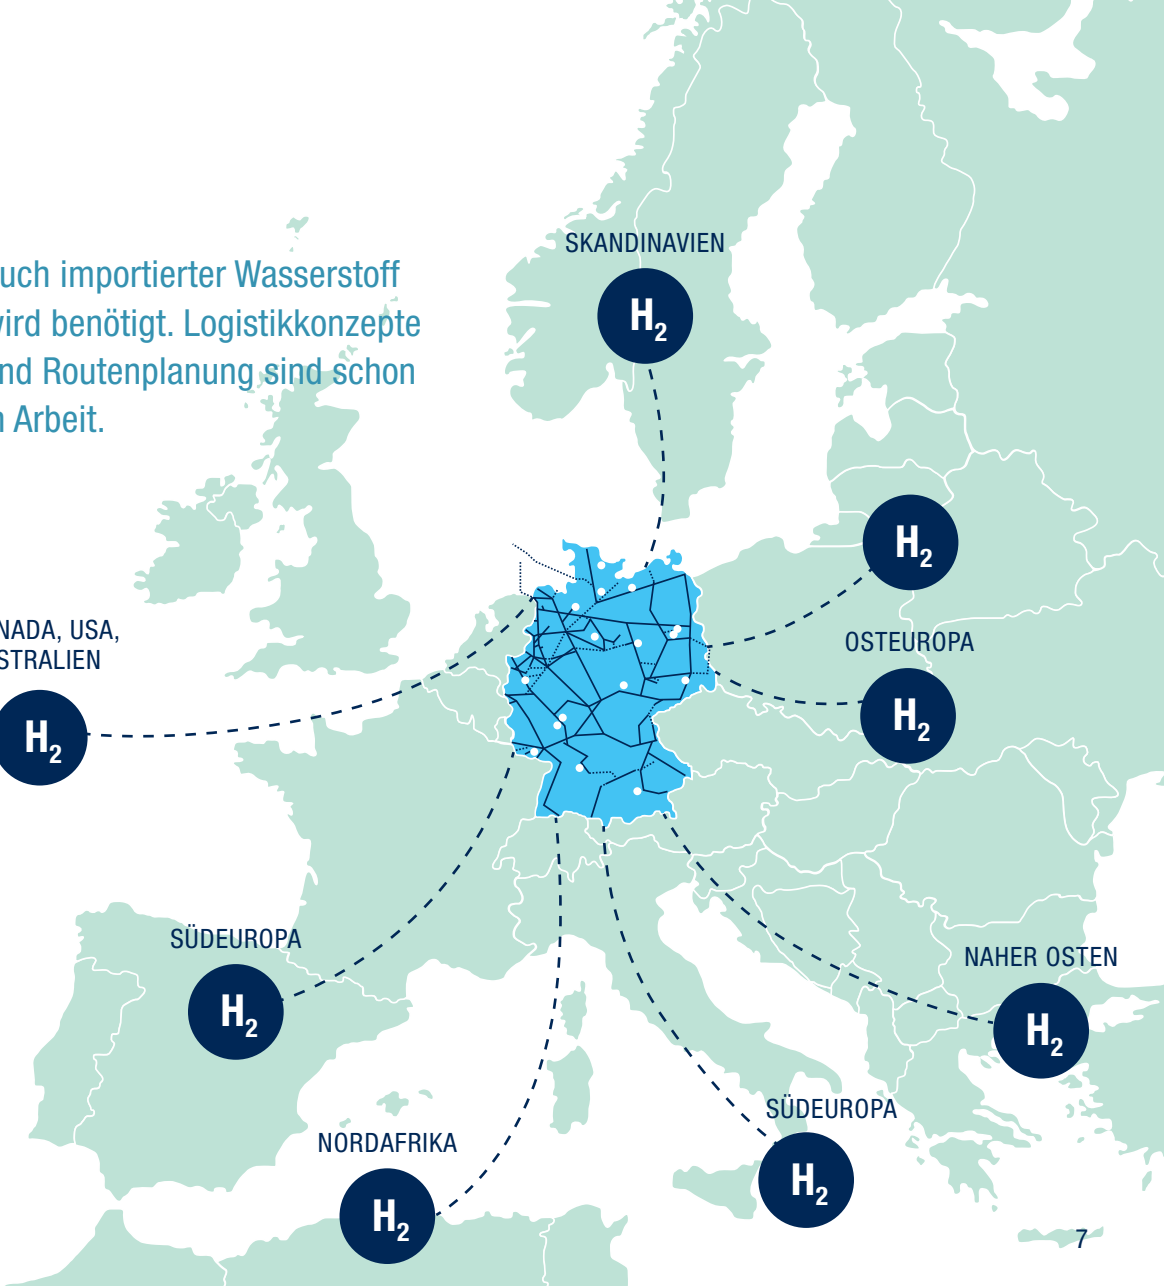 SKANDINAVIEN
H2
uch importierter Wasserstoff
ird benötigt. Logistikkonzepte
nd Routenplanung sind schon
Arbeit.
H2
OSTEUROPA
H2
NADA, USA,
STRALIEN
H2
SÜDEUROPA
H2
NAHER OSTEN
H2
SÜDEUROPA
H2
NORDAFRIKA
H2
7